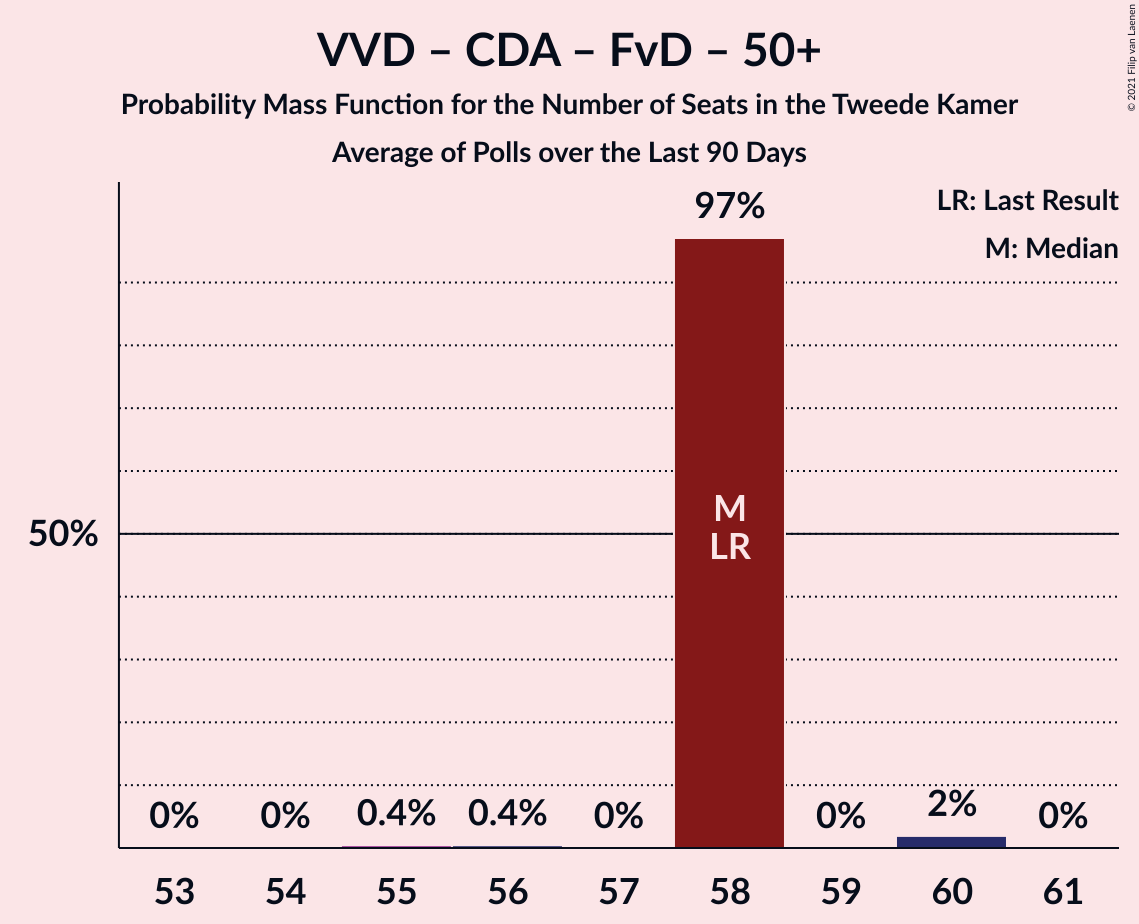 VVD – CDA – FvD – 50+
Probability Mass Function for the Number of Seats in the Tweede Kamer
Average of Polls over the Last 90 Days
© 2021 Filip van Laenen
LR: Last Result
M: Median
97%
50%
M
LR
0% 0% 0.4% 0.4% 0% 0% 2% 0%
53 54 55 56 57 58 59 60 61